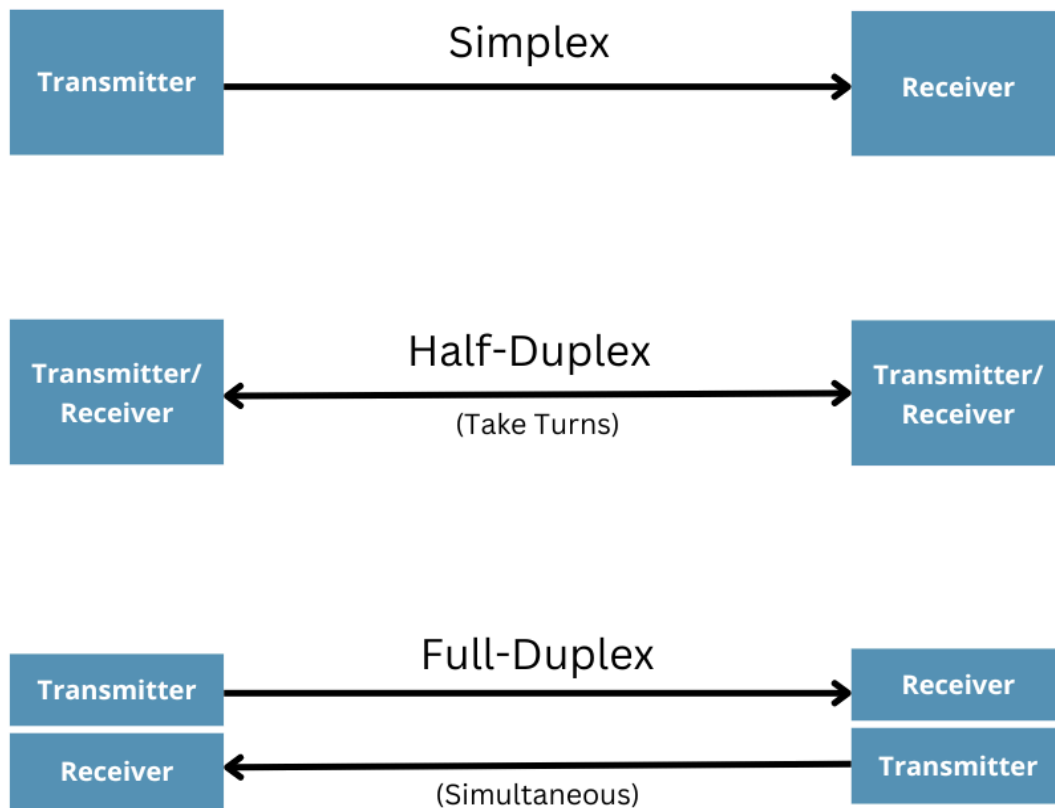 Simplex
Transmitter
Receiver
Half-Duplex
Transmitter/
Receiver
(Take Turns)
Transmitter/
Receiver
Full-Duplex
Transmitter
Receiver
Receiver
Transmitter
(Simultaneous)